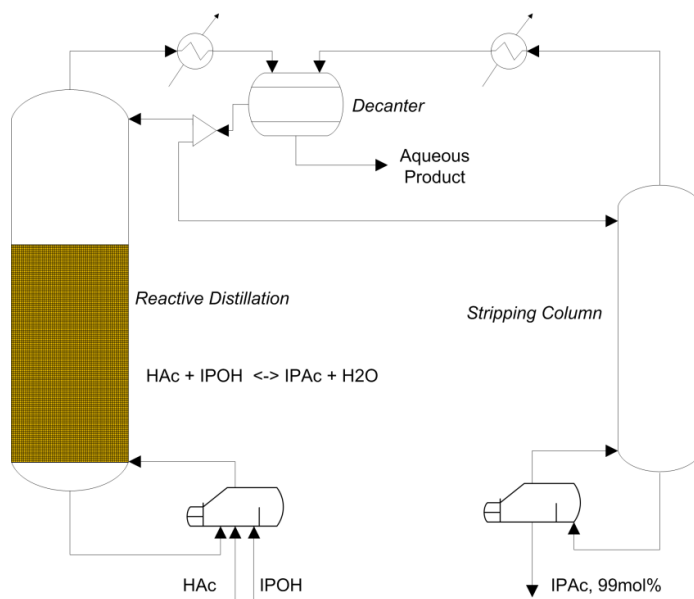 Decanter
Aqueous
Product
Reactive Distillation
Stripping Column
HAc + IPOH <-> IPAc + H2O
HAc
IPOH
IPAc, 99mol%